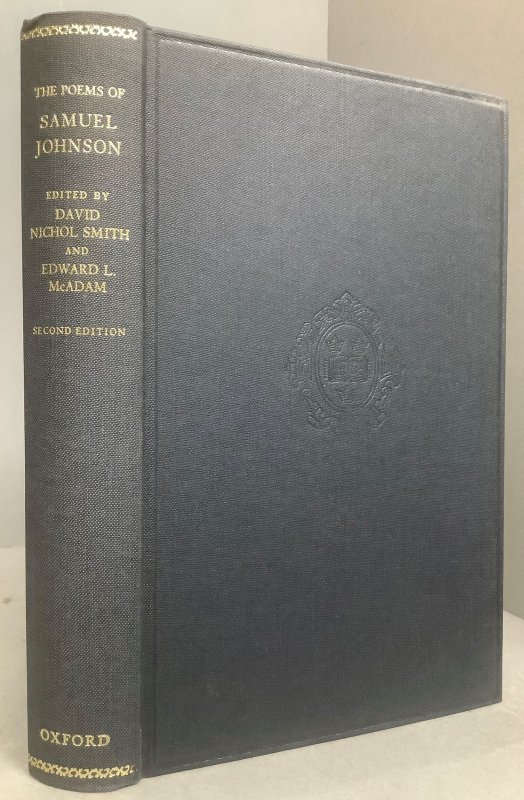 THE POEMS OF
SAMUEL
JOHNSON
EDITED BY
DAVID
NICHOL SMITH
AND
EDWARD L.
McADAM
SECOND EDITION
OXFORD